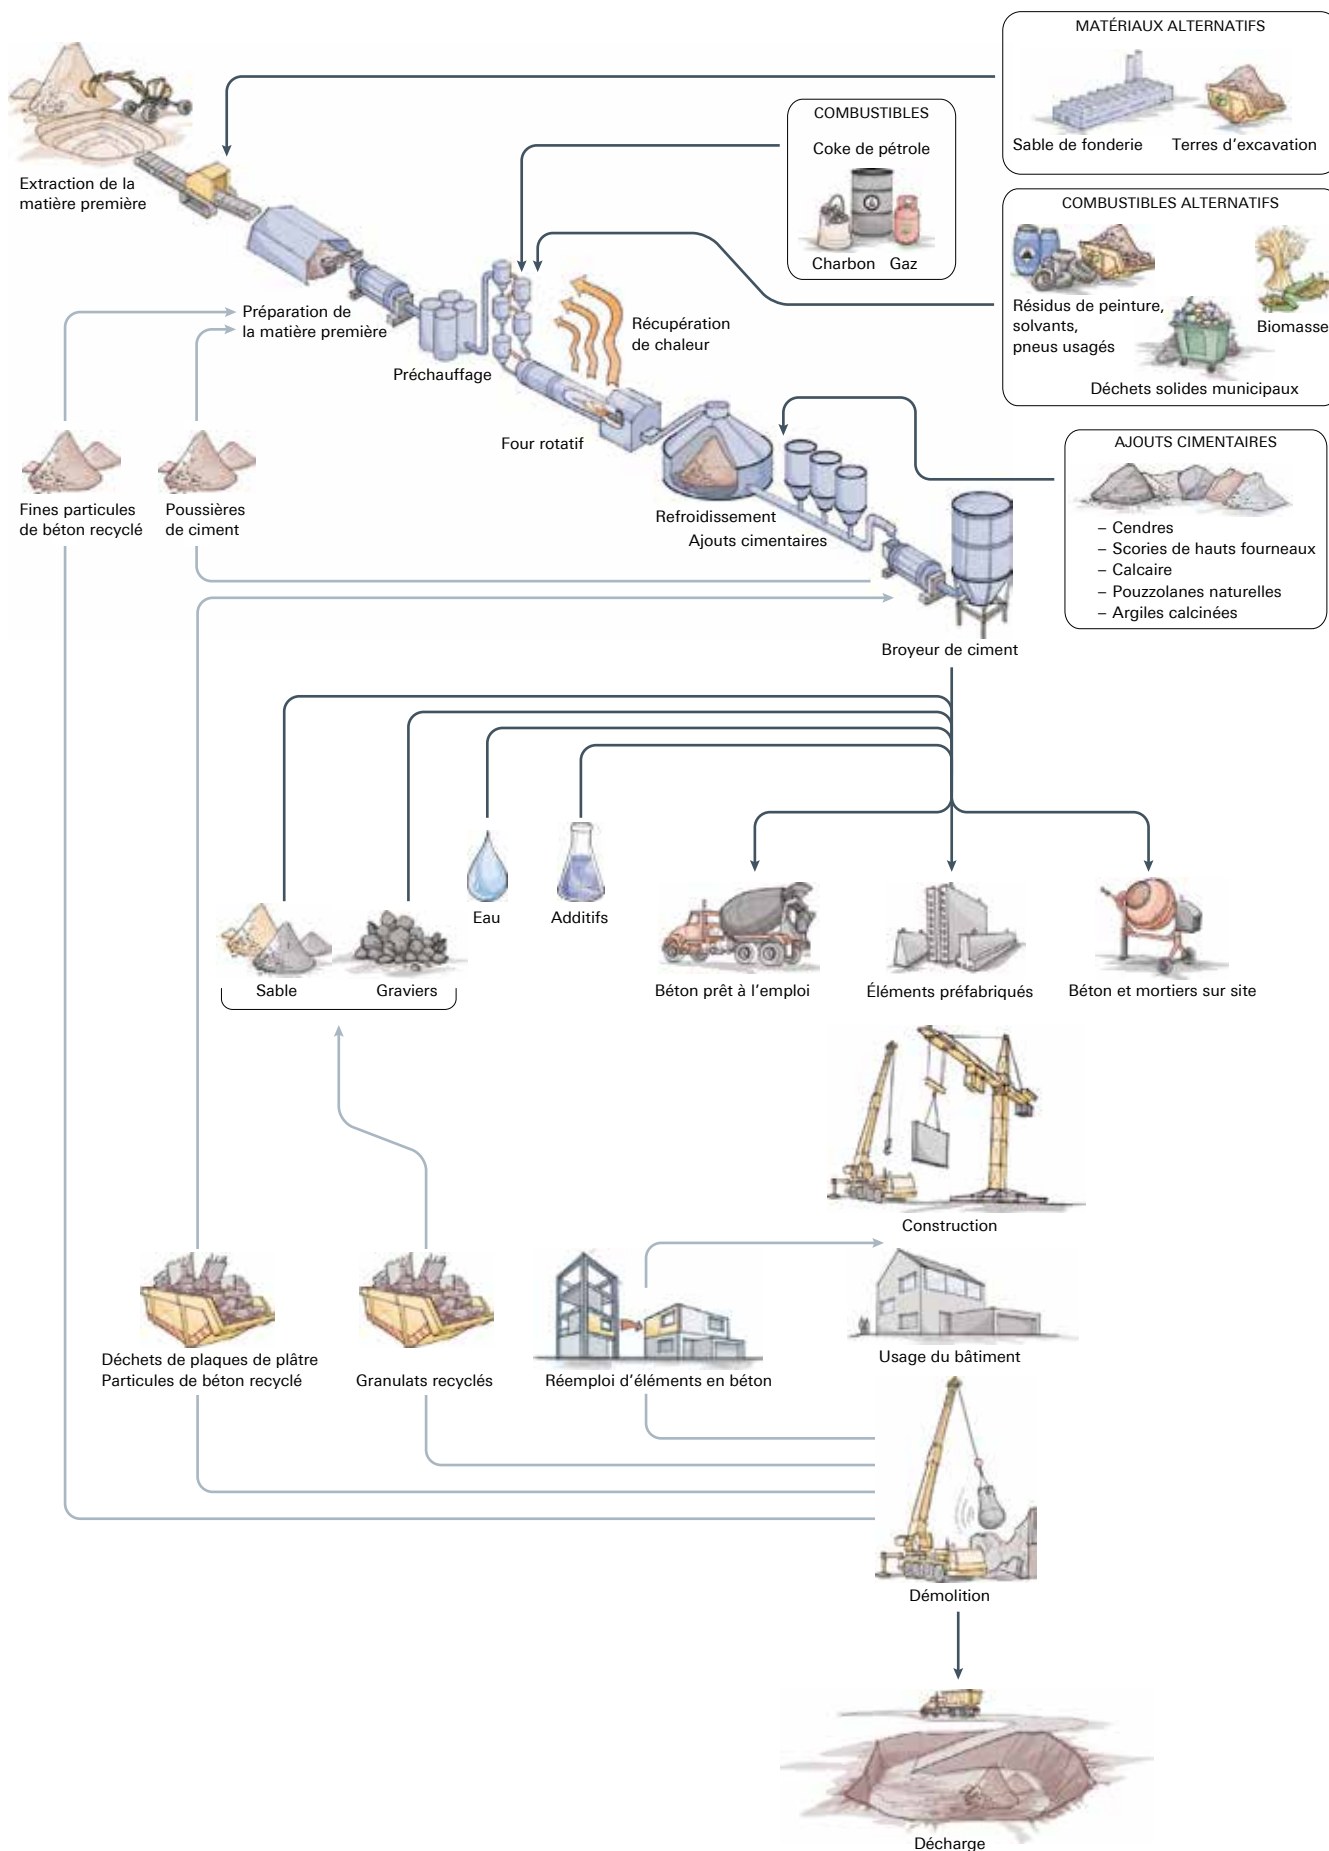 MATÉRIAUX ALTERNATIFS
Sable de fonderie
Terres d'excavation
COMBUSTIBLES
Coke de pétrole
Charbon
Gaz
COMBUSTIBLES ALTERNATIFS
Résidus de peinture,
solvants,
pneus usagés
Biomasse
Déchets solides municipaux
Extraction de la
matière première
Préparation de
la matière première
Préchauffage
Récupération
de chaleur
Four rotatif
Refroidissement
Ajouts cimentaires
AJOUTS CIMENTAIRES
– Cendres
– Scories de hauts fourneaux
– Calcaire
– Pouzzolanes naturelles
– Argiles calcinées
Fines particules
de béton recyclé
Poussières
de ciment
Broyeur de ciment
Eau
Additifs
Sable
Graviers
Béton prêt à l'emploi
Éléments préfabriqués
Béton et mortiers sur site
Construction
Usage du bâtiment
Déchets de plaques de plâtre
Particules de béton recyclé
Granulats recyclés
Réemploi d'éléments en béton
Démolition
Décharge